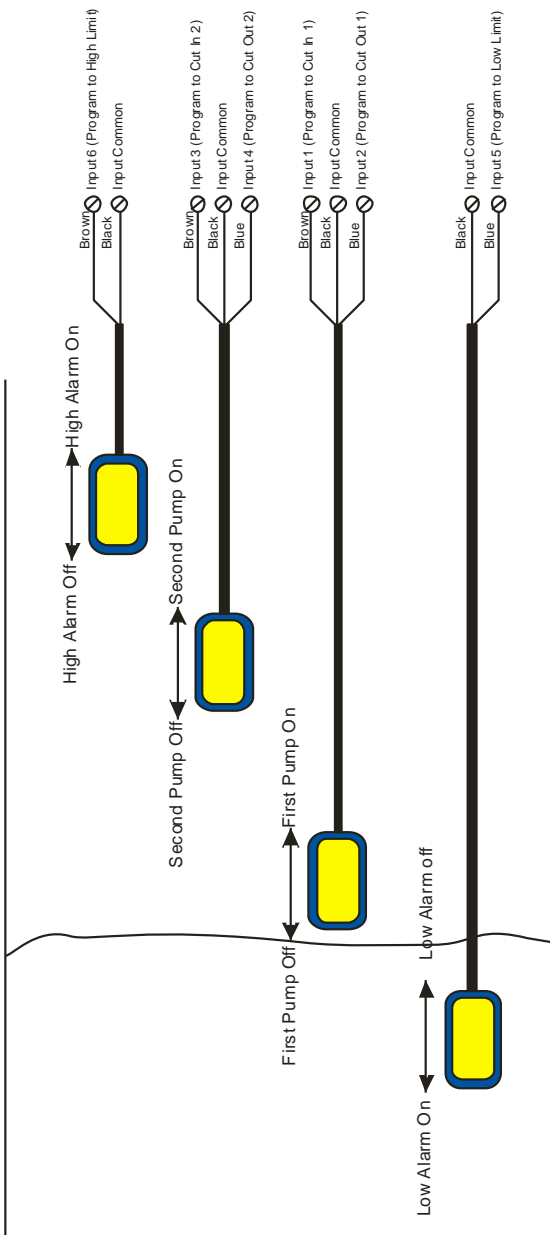 Brown
Input 6 (Program to High Limit)
Black
Input Common
Brown
Input 3 (Program to Cut In 2)
Black
Input Common
Blue
Input 4 (Program to Cut Out 2)
Brown
Input 1 (Program to Cut In 1)
Black
Input Common
Blue
Input 2 (Program to Cut Out 1)
Black
Input Common
Blue
Input 5 (Program to Low Limit)
High Alarm On
High Alarm Off
Second Pump On
Second Pump Off
First Pump On
First Pump Off
Low Alarm off
Low Alarm On